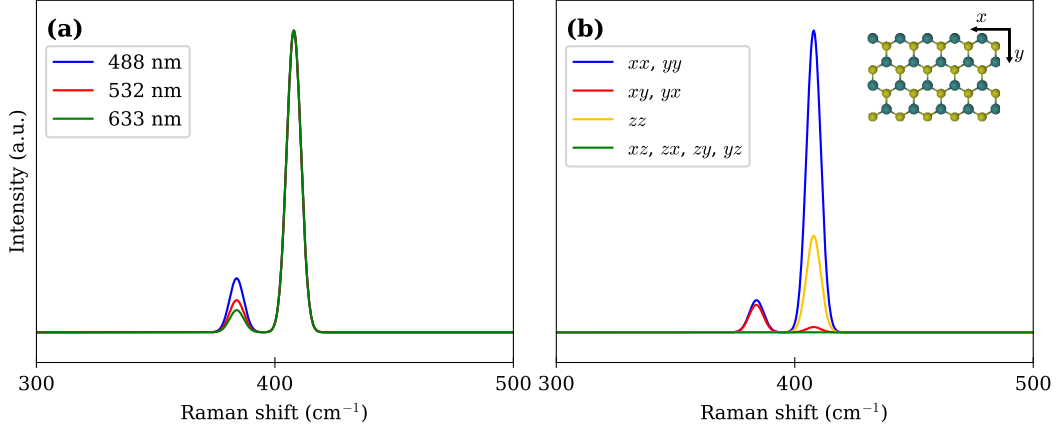 (a)
488 nm
532 nm
633 nm
Intensity (a.u.)
300
400
500
Raman shift (cm⁻¹)
(b)
xx, yy
xy, yx
zz
xz, zx, zy, yz
x
y
300
400
500
Raman shift (cm⁻¹)